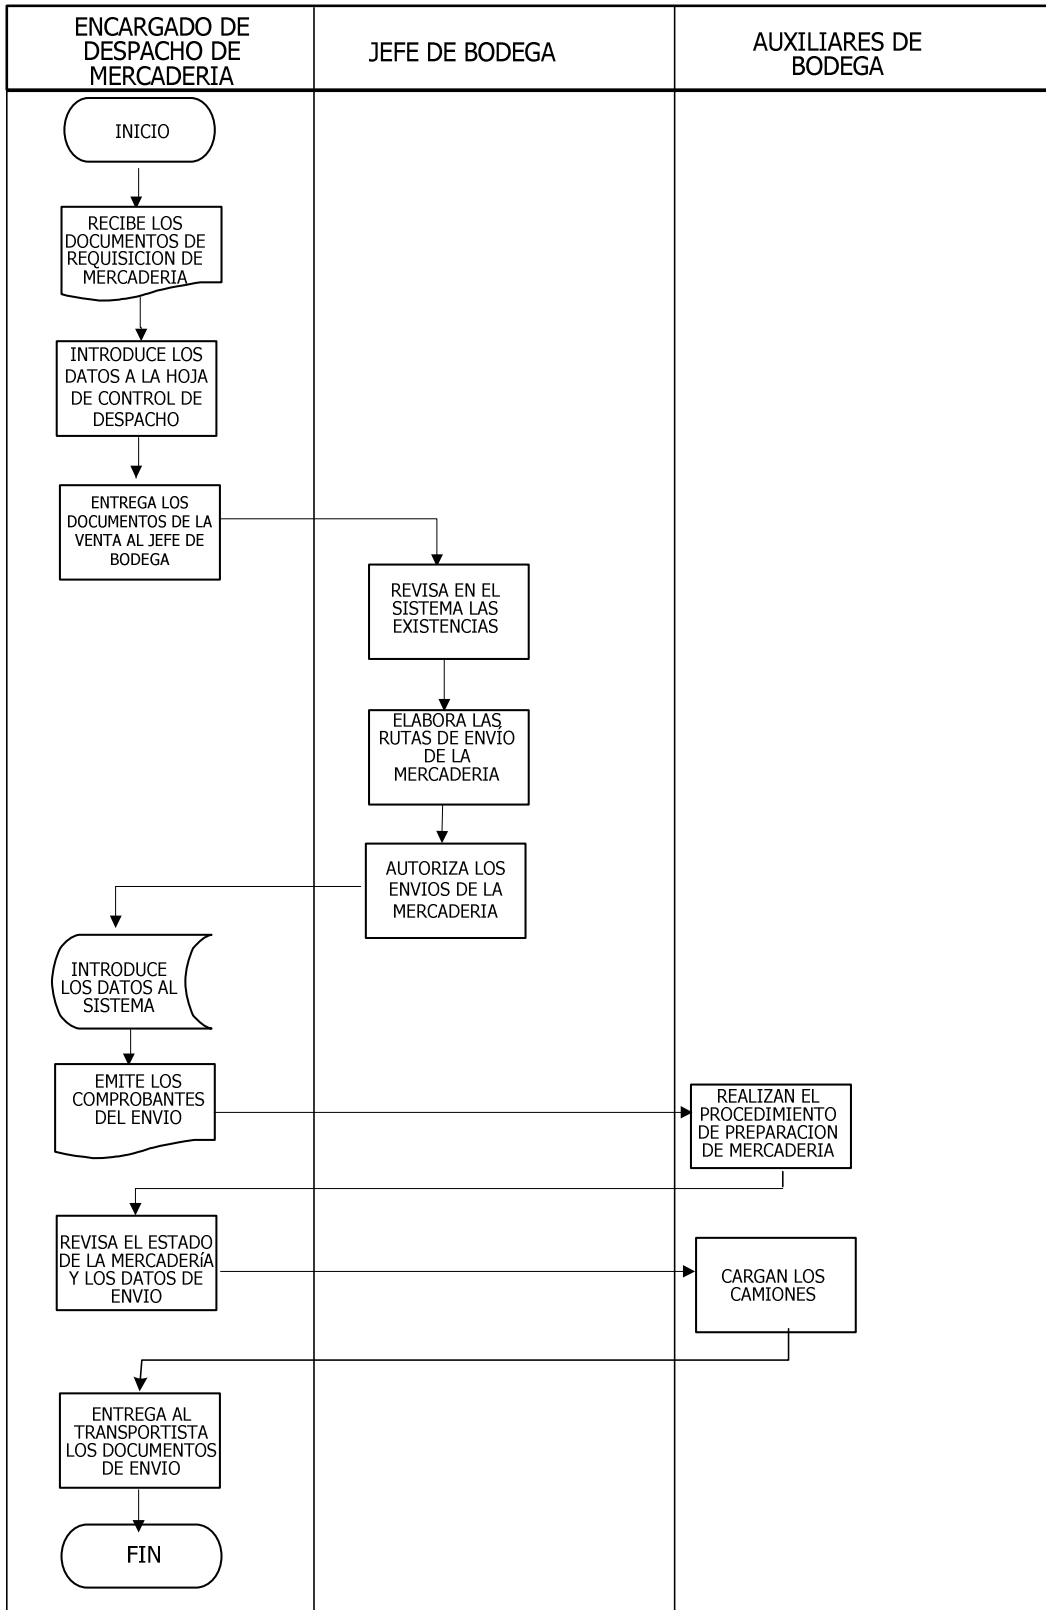 ENCARGADO DE
DESPACHO DE
MERCADERIA
JEFE DE BODEGA
AUXILIARES DE
BODEGA
INICIO
RECIBE LOS
DOCUMENTOS DE
REQUISICION DE
MERCADERIA
INTRODUCE LOS
DATOS A LA HOJA
DE CONTROL DE
DESPACHO
ENTREGA LOS
DOCUMENTOS DE LA
VENTA AL JEFE DE
BODEGA
REVISA EN EL
SISTEMA LAS
EXISTENCIAS
ELABORA LAS
RUTAS DE ENVÍO
DE LA
MERCADERIA
AUTORIZA LOS
ENVIOS DE LA
MERCADERIA
INTRODUCE
LOS DATOS AL
SISTEMA
EMITE LOS
COMPROBANTES
DEL ENVIO
REALIZAN EL
PROCEDIMIENTO
DE PREPARACION
DE MERCADERIA
REVISA EL ESTADO
DE LA MERCADERíA
Y LOS DATOS DE
ENVIO
CARGAN LOS
CAMIONES
ENTREGA AL
TRANSPORTISTA
LOS DOCUMENTOS
DE ENVIO
FIN